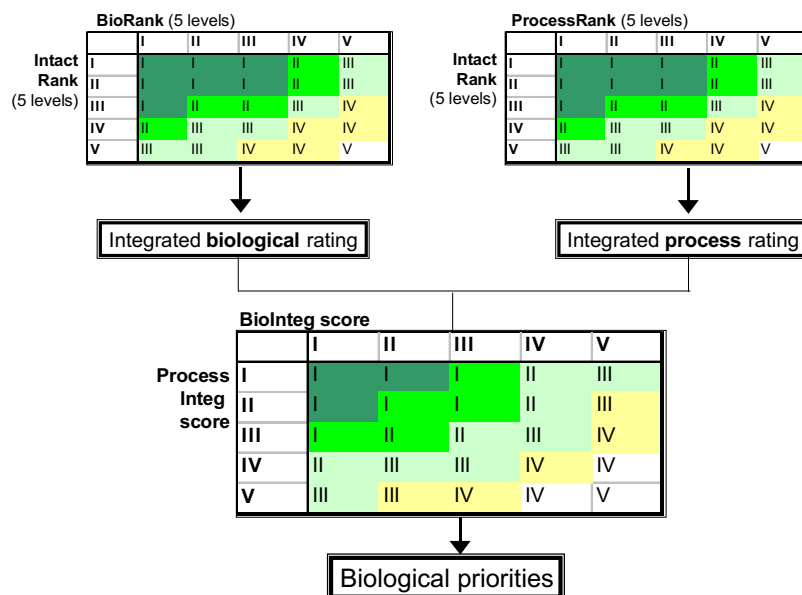 BioRank (5 levels)
Intact
Rank
(5 levels)
I II III IV V
I I I I II III
II I I I II III
III I II II III IV
IV II III III IV IV
V III III IV IV V
ProcessRank (5 levels)
Intact
Rank
(5 levels)
I II III IV V
I I I I II III
II I I I II III
III I II II III IV
IV II III III IV IV
V III III IV IV V
Integrated biological rating
Integrated process rating
BioInteg score
Process
Integ
score
I II III IV V
I I I I II III
II I I I II III
III I II II III IV
IV II III III IV IV
V III III IV IV V
Biological priorities